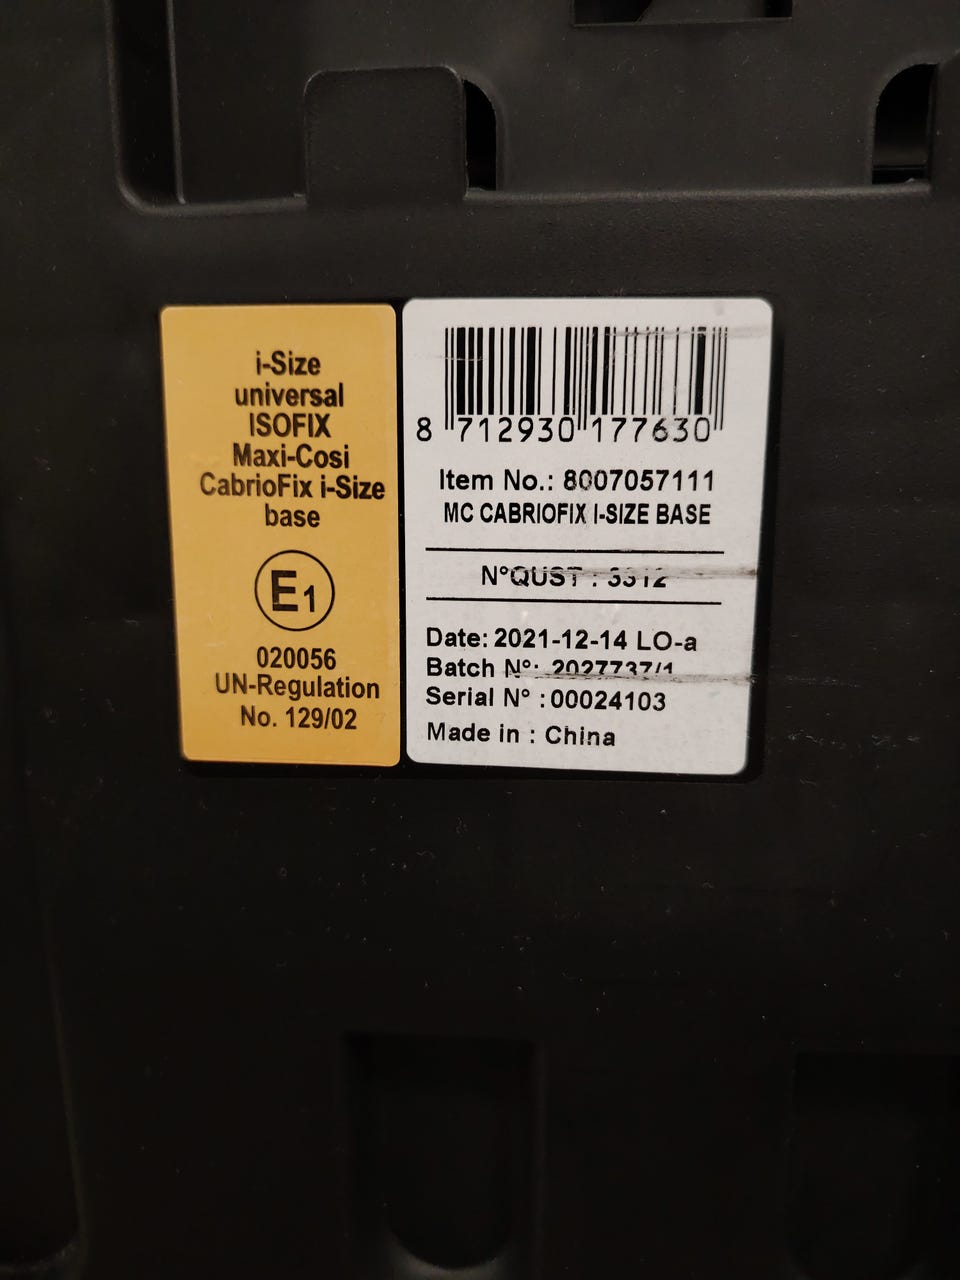 i-Size
universal
ISOFIX
Maxi-Cosi
CabrioFix i-Size
base
E1
020056
UN-Regulation
No. 129/02
8 712930 177630
Item No.: 8007057111
MC CABRIOFIX I-SIZE BASE
N°QUST : 3312
Date: 2021-12-14 LO-a
Batch N°: 2027737/1
Serial N° : 00024103
Made in : China